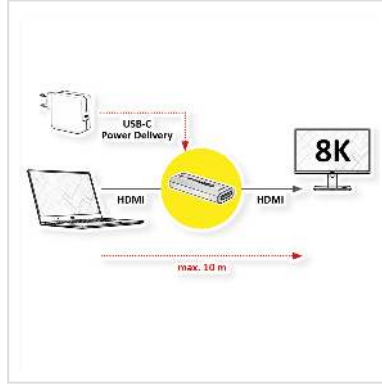 USB-C
Power Delivery
8K
HDMI
HDMI
max. 10 m